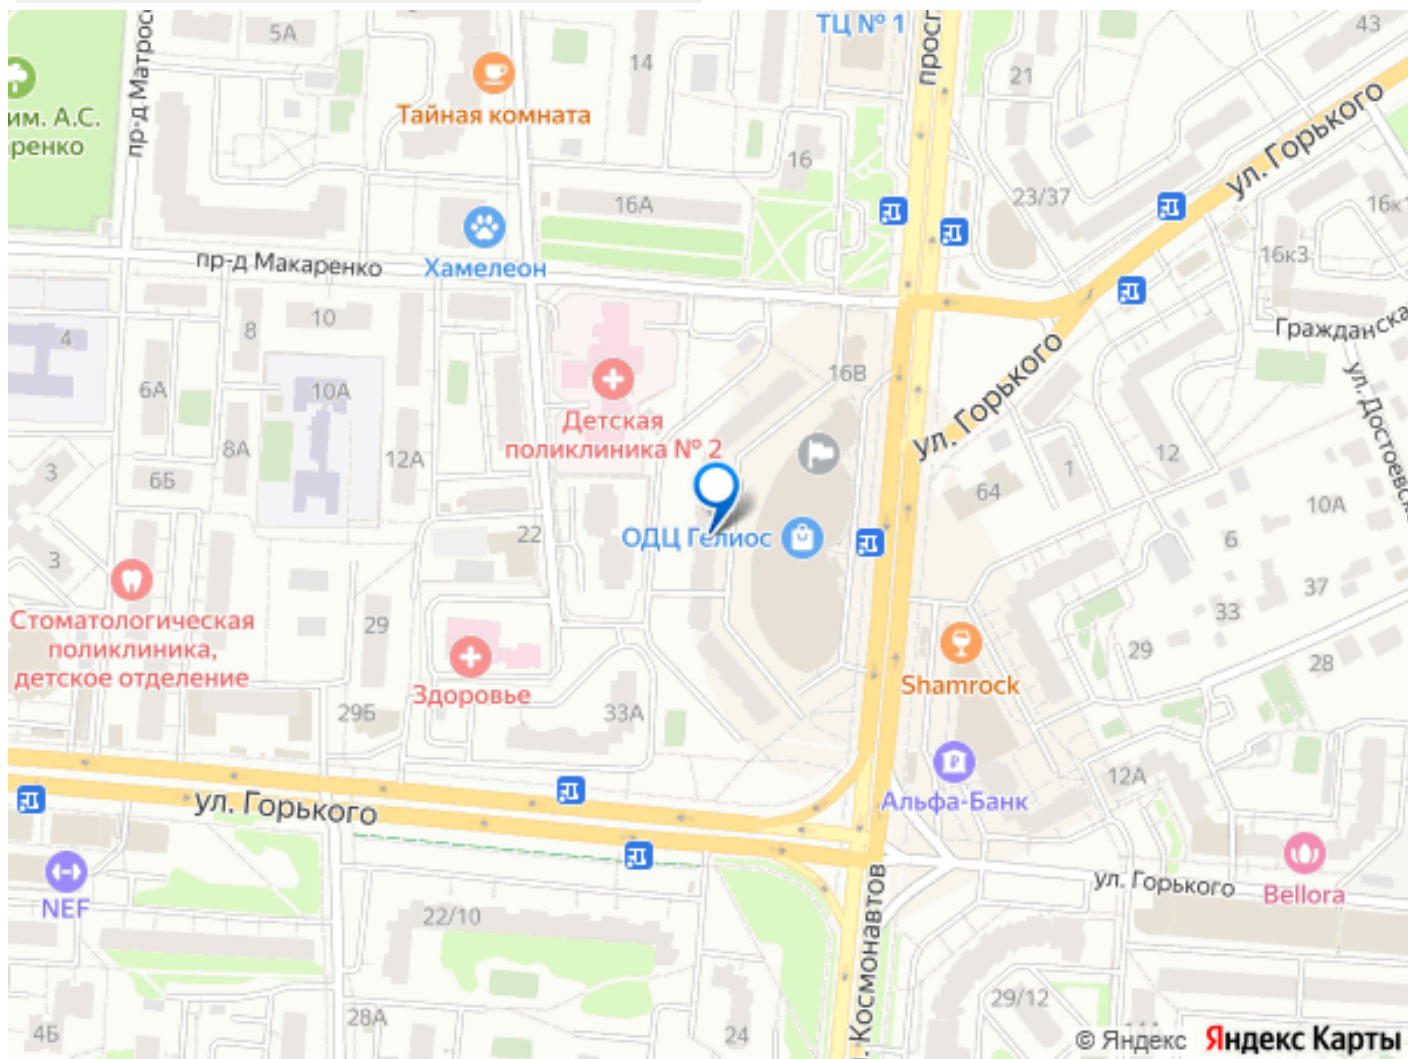 5А
14
ТЦ № 1
просп
43
21
пр-д Матрос
Тайная комната
им. А.С.
ренко
16
ул. Горького
16А
23/37
16к1
пр-д Макаренко
Хамелеон
16к3
10
8
4
Гражданска
6А
10А
16В
ул. Достоевск
Детская
поликлиника № 2
ул. Горького
8А
12А
3
6Б
1
12
64
10А
22
ОДЦ Гелиос
6
3
37
Стоматологическая
поликлиника,
детское отделение
29
33
29
28
Здоровье
Shamrock
29Б
33А
12А
ул. Горького
Альфа-Банк
ул. Горького
NEF
Bellora
22/10
. Космонавтов
29/12
4Б
28А
24
© Яндекс Яндекс Карты